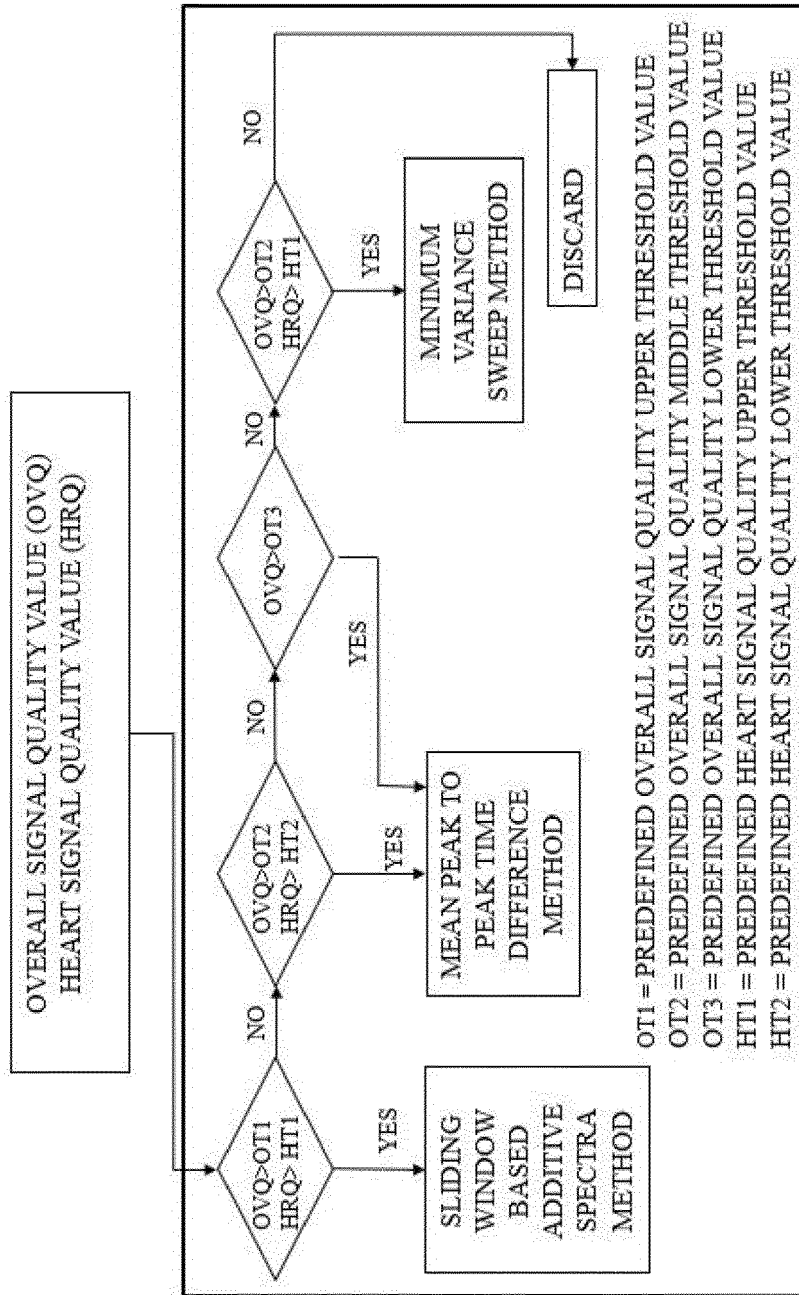 OVERALL SIGNAL QUALITY VALUE (OVQ)
HEART SIGNAL QUALITY VALUE (HRQ)
OVQ>OT1
HRQ> HT1
NO
YES
SLIDING
WINDOW
BASED
ADDITIVE
SPECTRA
METHOD
OVQ>OT2
HRQ> HT2
NO
YES
MEAN PEAK TO
PEAK TIME
DIFFERENCE
METHOD
OVQ>OT3
NO
YES
OVQ>OT2
HRQ> HT1
NO
YES
MINIMUM
VARIANCE
SWEEP METHOD
DISCARD
OT1 = PREDEFINED OVERALL SIGNAL QUALITY UPPER THRESHOLD VALUE
OT2 = PREDEFINED OVERALL SIGNAL QUALITY MIDDLE THRESHOLD VALUE
OT3 = PREDEFINED OVERALL SIGNAL QUALITY LOWER THRESHOLD VALUE
HT1 = PREDEFINED HEART SIGNAL QUALITY UPPER THRESHOLD VALUE
HT2 = PREDEFINED HEART SIGNAL QUALITY LOWER THRESHOLD VALUE